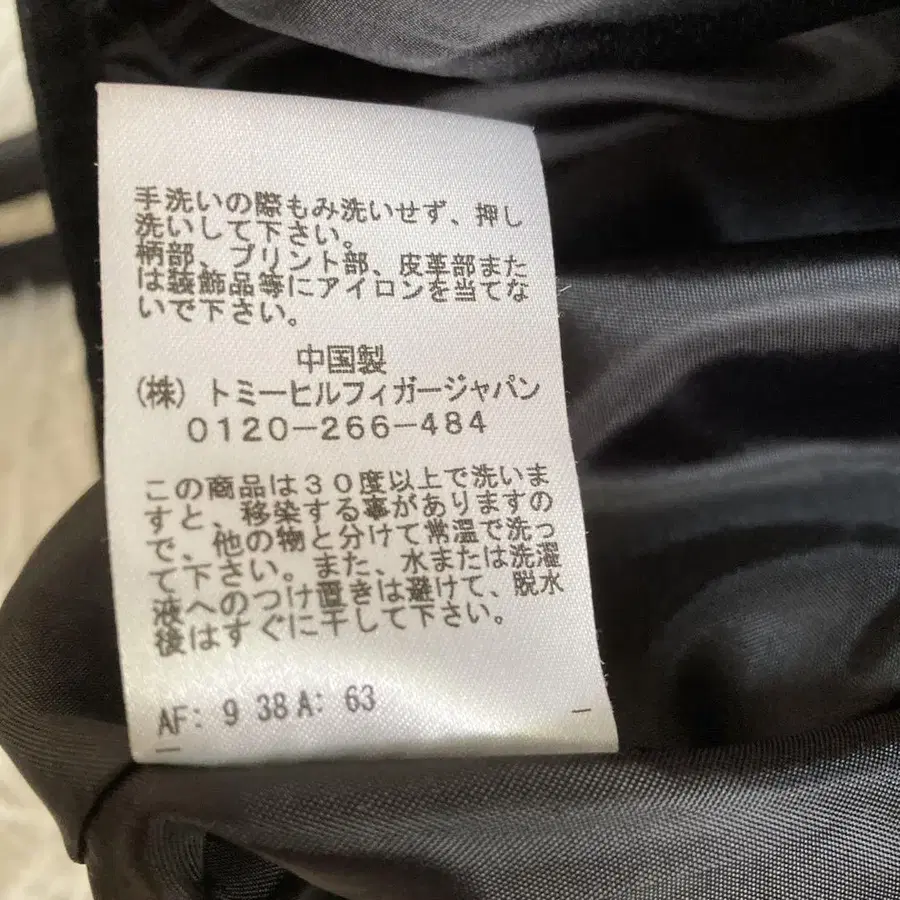 手洗いの際もみ洗いせず、押し
洗いして下さい。
柄部、プリント部、皮革部また
は装飾品等にアイロンを当てな
いで下さい。
中国製
(株)トミーヒルフィガージャパン
0120-266-484
この商品は30度以上で洗いま
すと、移染する事がありますの
で、他の物と分けて常温で洗っ
て下さい。また、水または洗濯
液へのつけ置きは避けて、脱水
後はすぐに干して下さい。
AF: 9 38 A: 63